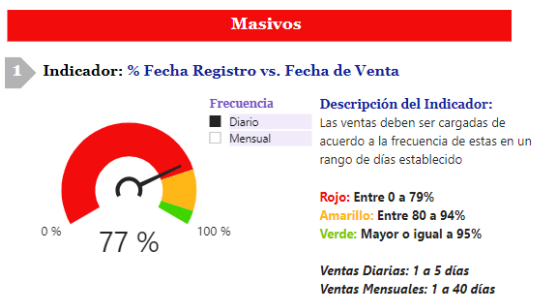 Masivos
1
Indicador: % Fecha Registro vs. Fecha de Venta
Frecuencia
Diario
Mensual
0 %
100 %
77 %
Descripción del Indicador:
Las ventas deben ser cargadas de
acuerdo a la frecuencia de estas en un
rango de días establecido
Rojo: Entre 0 a 79%
Amarillo: Entre 80 a 94%
Verde: Mayor o igual a 95%
Ventas Diarias: 1 a 5 días
Ventas Mensuales: 1 a 40 días